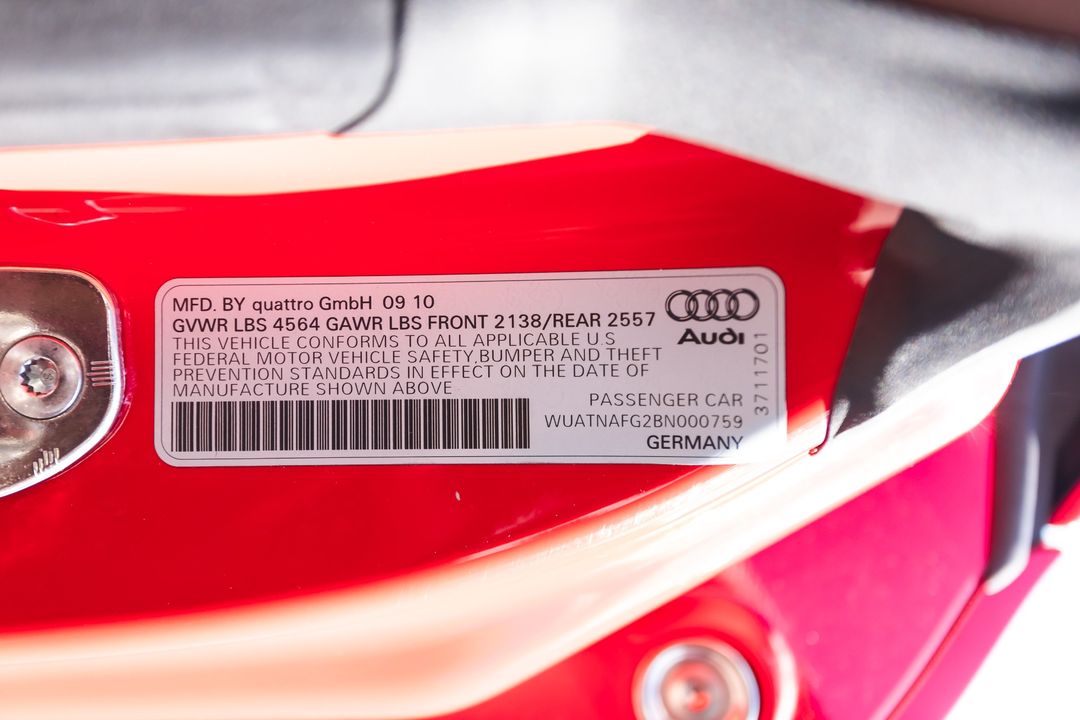 MFD. BY quattro GmbH 09 10
GVWR LBS 4564 GAWR LBS FRONT 2138/REAR 2557
THIS VEHICLE CONFORMS TO ALL APPLICABLE U.S
FEDERAL MOTOR VEHICLE SAFETY,BUMPER AND THEFT
PREVENTION STANDARDS IN EFFECT ON THE DATE OF
MANUFACTURE SHOWN ABOVE.
Audi
PASSENGER CAR
WUATNAFG2BN000759
GERMANY
3711701